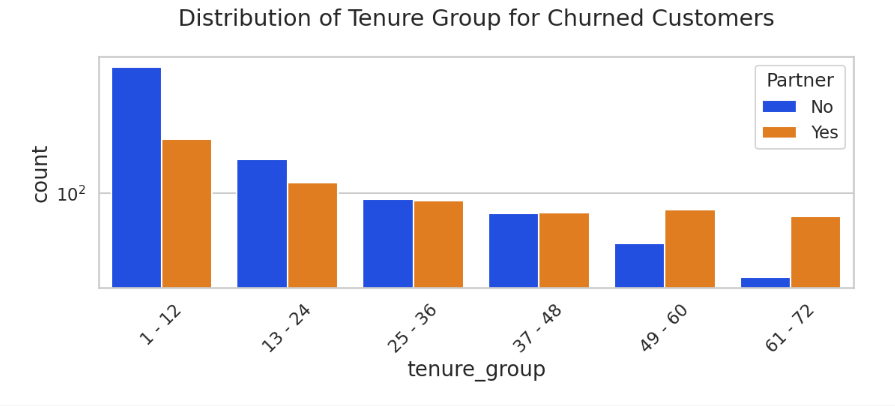 Distribution of Tenure Group for Churned Customers
Partner
No
Yes
count
10²
1 - 12
13 - 24
25 - 36
37 - 48
49 - 60
61 - 72
tenure_group